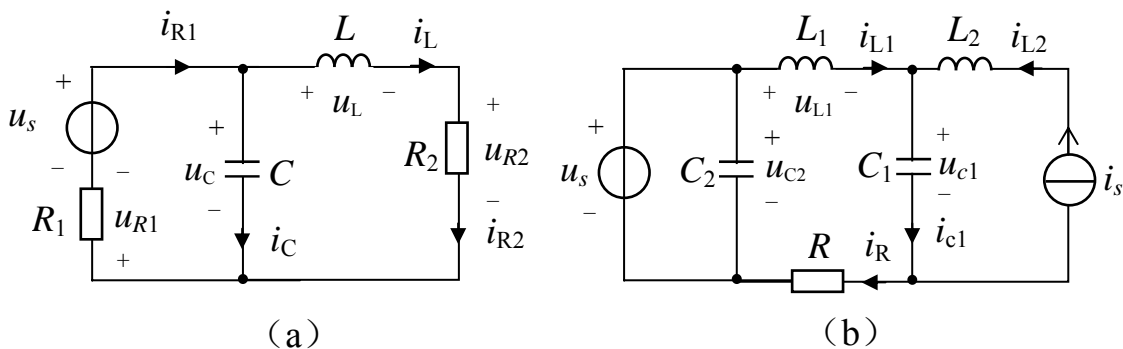 i_R1 L i_L L_1 i_L1 L_2 i_L2
+ + − + −
u_L u_L1
u_s + R_2 + u_R2 u_s + C_2 + u_C2 C_1 + u_c1 i_s
− − u_C C − −
R_1 u_R1 − − i_R2 − −
+ i_C R i_R i_c1
(a) (b)